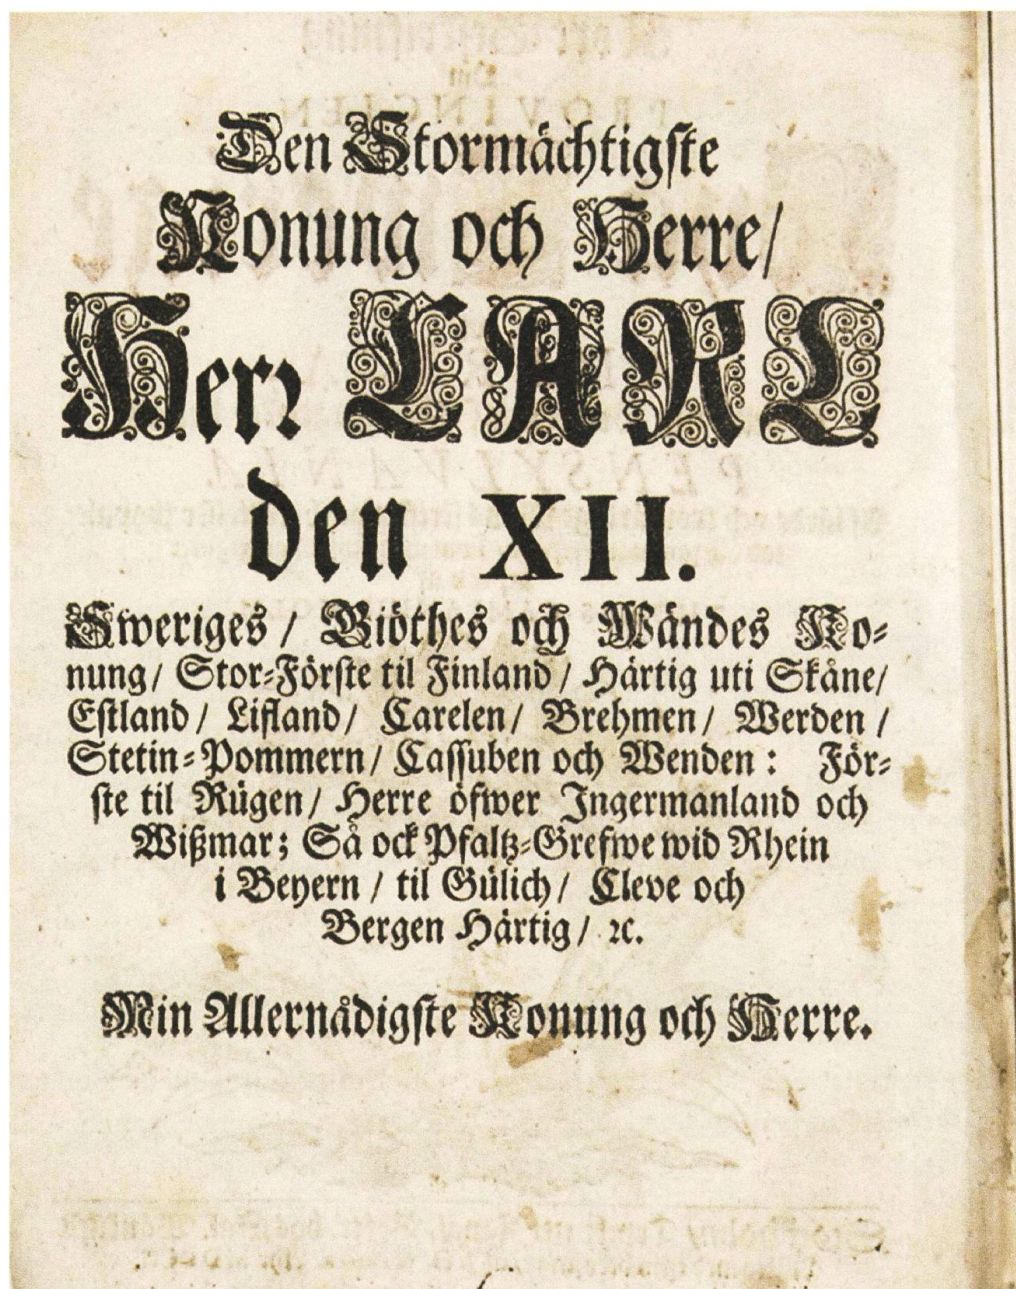 Den Stormächtigste
Konung och Herre/
Herr CARL
den XII.
Sweriges / Giöthes och Wändes Ko-
nung/ Stor-Förste til Finland / Härtig uti Skåne/
Estland / Lifland/ Carelen/ Brehmen/ Werden /
Stetin-Pommern / Cassuben och Wenden: För-
ste til Rügen / Herre öfwer Ingermanland och
Wißmar; Så ock Pfaltz-Grefwe wid Rhein
i Beyern / til Gülich / Cleve och
Bergen Härtig / ꝛc.
Min Allernådigste Konung och Herre.